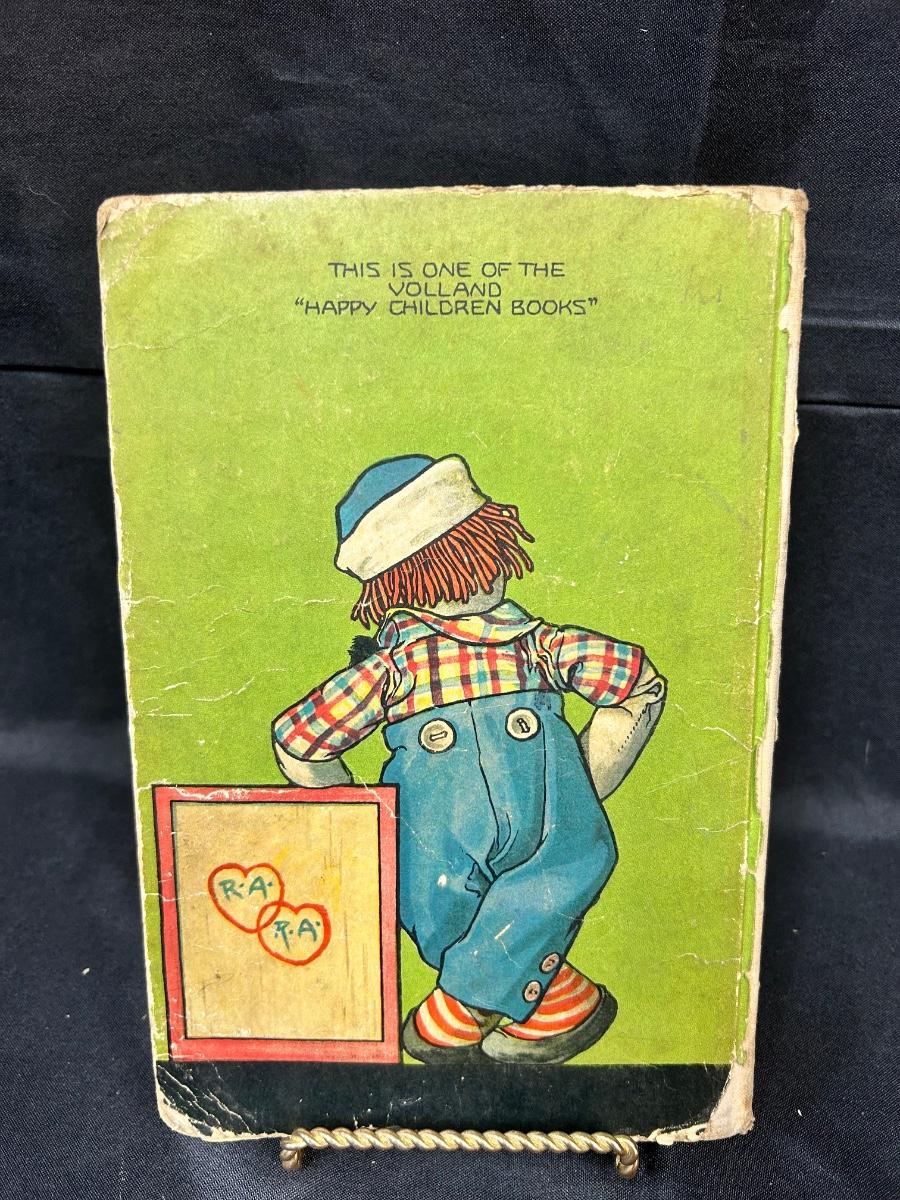 THIS IS ONE OF THE
VOLLAND
“HAPPY CHILDREN BOOKS”
R·A·
R·A·